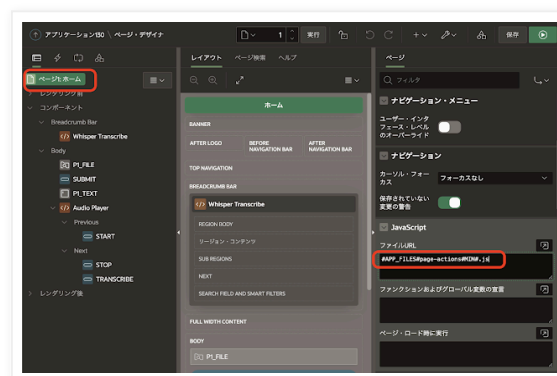 アプリケーション130 \ ページ・デザイナ
1
実行
保存
ページ1: ホーム
レンダリング前
コンポーネント
Breadcrumb Bar
Whisper Transcribe
Body
P1_FILE
SUBMIT
P1_TEXT
Audio Player
Previous
START
Next
STOP
TRANSCRIBE
レンダリング後
レイアウト ページ検索 ヘルプ
ホーム
BANNER
AFTER LOGO
BEFORE NAVIGATION BAR
AFTER NAVIGATION BAR
TOP NAVIGATION
BREADCRUMB BAR
Whisper Transcribe
REGION BODY
リージョン・コンテンツ
SUB REGIONS
NEXT
SEARCH FIELD AND SMART FILTERS
FULL WIDTH CONTENT
BODY
P1_FILE
ページ
フィルタ
ナビゲーション・メニュー
ユーザー・インタ
フェース・レベル
のオーバーライド
ナビゲーション
カーソル・フォー
カス
フォーカスなし
保存されていない
変更の警告
JavaScript
ファイルURL
#APP_FILES#page-actions#MIN#.js
ファンクションおよびグローバル変数の宣言
ページ・ロード時に実行